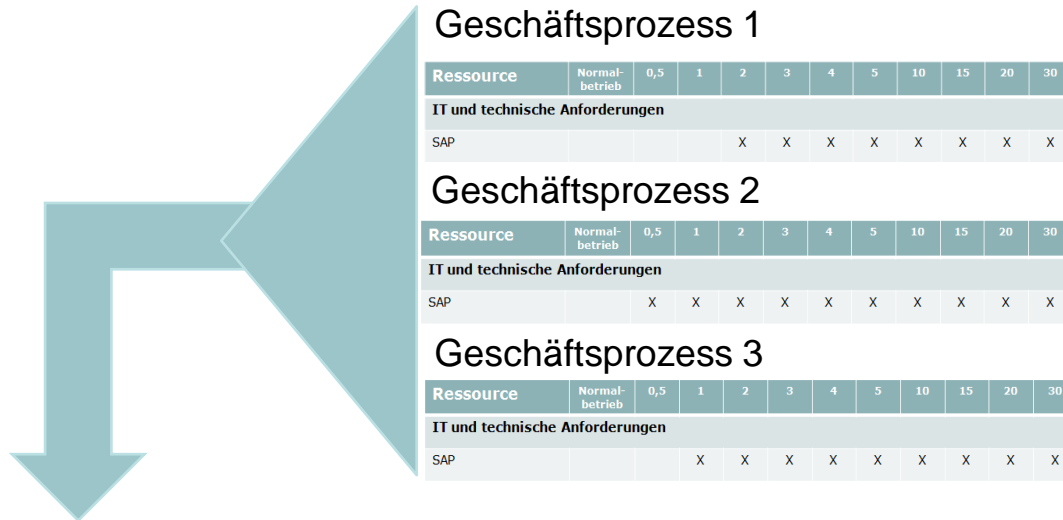 Geschäftsprozess 1
Ressource Normal-betrieb 0,5 1 2 3 4 5 10 15 20 30
IT und technische Anforderungen
SAP X X X X X X X X
Geschäftsprozess 2
Ressource Normal-betrieb 0,5 1 2 3 4 5 10 15 20 30
IT und technische Anforderungen
SAP X X X X X X X X X X
Geschäftsprozess 3
Ressource Normal-betrieb 0,5 1 2 3 4 5 10 15 20 30
IT und technische Anforderungen
SAP X X X X X X X X X